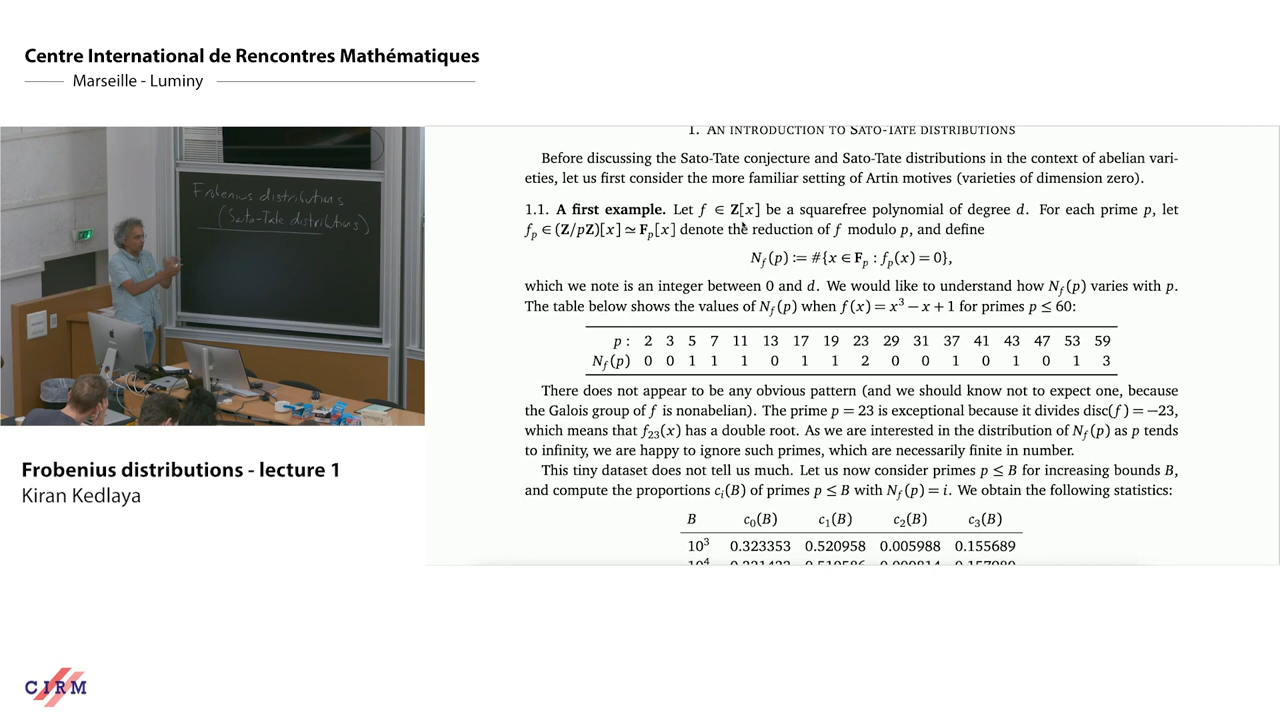 Centre International de Rencontres Mathématiques
Marseille - Luminy
Frobenius distributions
(Sato-Tate distributions)
Frobenius distributions - lecture 1
Kiran Kedlaya
CIRM
1. AN INTRODUCTION TO SATO-TATE DISTRIBUTIONS
Before discussing the Sato-Tate conjecture and Sato-Tate distributions in the context of abelian vari-
eties, let us first consider the more familiar setting of Artin motives (varieties of dimension zero).
1.1. A first example. Let f ∈ Z[x] be a squarefree polynomial of degree d. For each prime p, let
f_p ∈ (Z/pZ)[x] ≃ F_p[x] denote the reduction of f modulo p, and define
N_f(p) := #{x ∈ F_p : f_p(x) = 0},
which we note is an integer between 0 and d. We would like to understand how N_f(p) varies with p.
The table below shows the values of N_f(p) when f(x) = x³ − x + 1 for primes p ≤ 60:
p : 2 3 5 7 11 13 17 19 23 29 31 37 41 43 47 53 59
N_f(p) 0 0 1 1 1 0 1 1 2 0 0 1 0 1 0 1 3
There does not appear to be any obvious pattern (and we should know not to expect one, because
the Galois group of f is nonabelian). The prime p = 23 is exceptional because it divides disc(f) = −23,
which means that f₂₃(x) has a double root. As we are interested in the distribution of N_f(p) as p tends
to infinity, we are happy to ignore such primes, which are necessarily finite in number.
This tiny dataset does not tell us much. Let us now consider primes p ≤ B for increasing bounds B,
and compute the proportions c_i(B) of primes p ≤ B with N_f(p) = i. We obtain the following statistics:
B c₀(B) c₁(B) c₂(B) c₃(B)
10³ 0.323353 0.520958 0.005988 0.155689